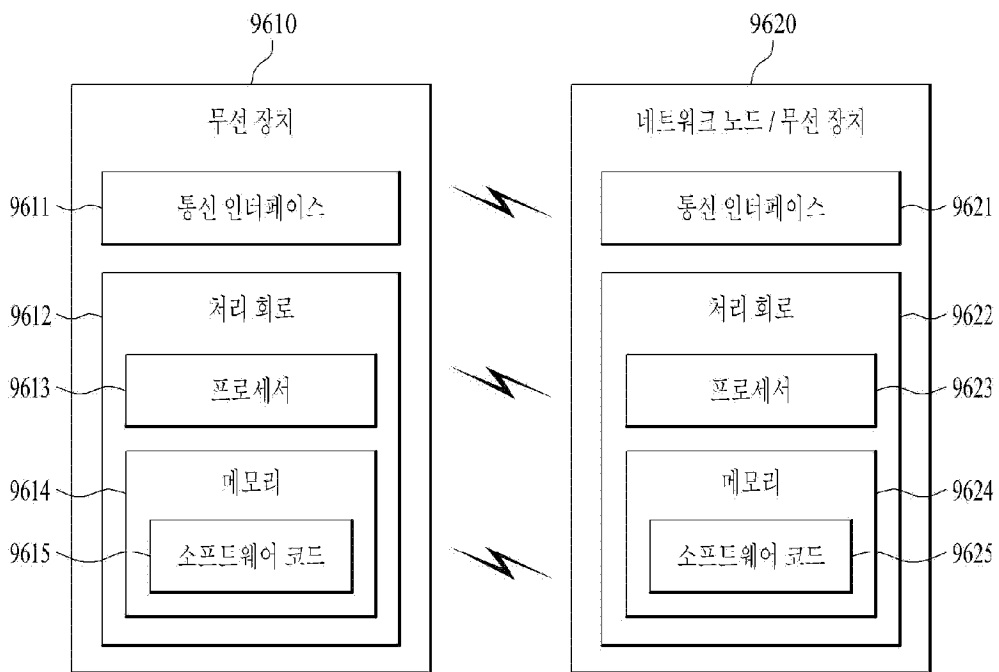 9610
9620
무선 장치
네트워크 노드 / 무선 장치
9611
통신 인터페이스
통신 인터페이스
9621
9612
처리 회로
처리 회로
9622
9613
프로세서
프로세서
9623
9614
메모리
메모리
9624
9615
소프트웨어 코드
소프트웨어 코드
9625